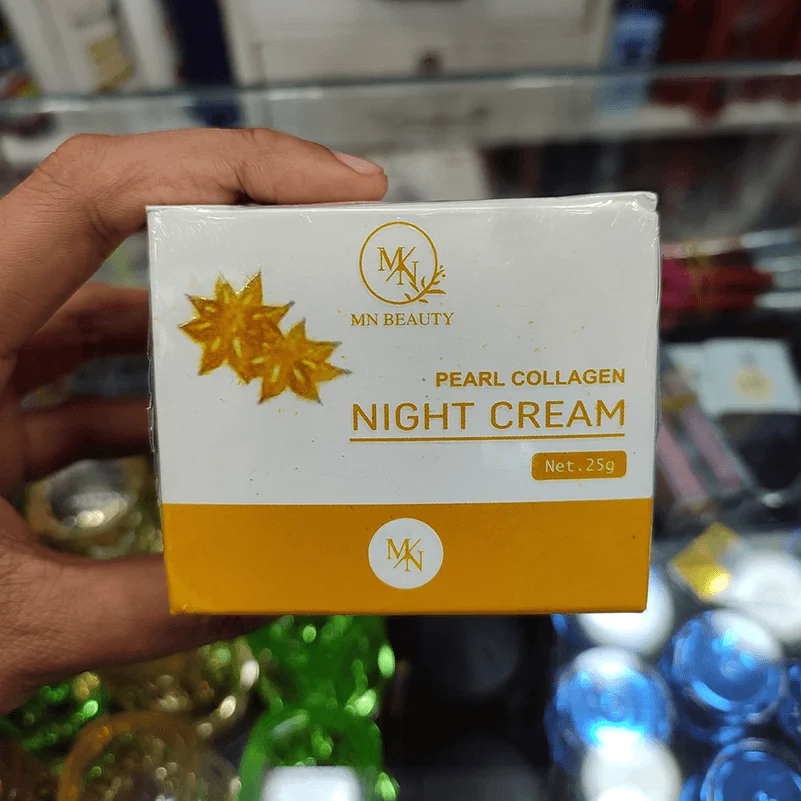 MN
MN BEAUTY
PEARL COLLAGEN
NIGHT CREAM
Net.25g
MN